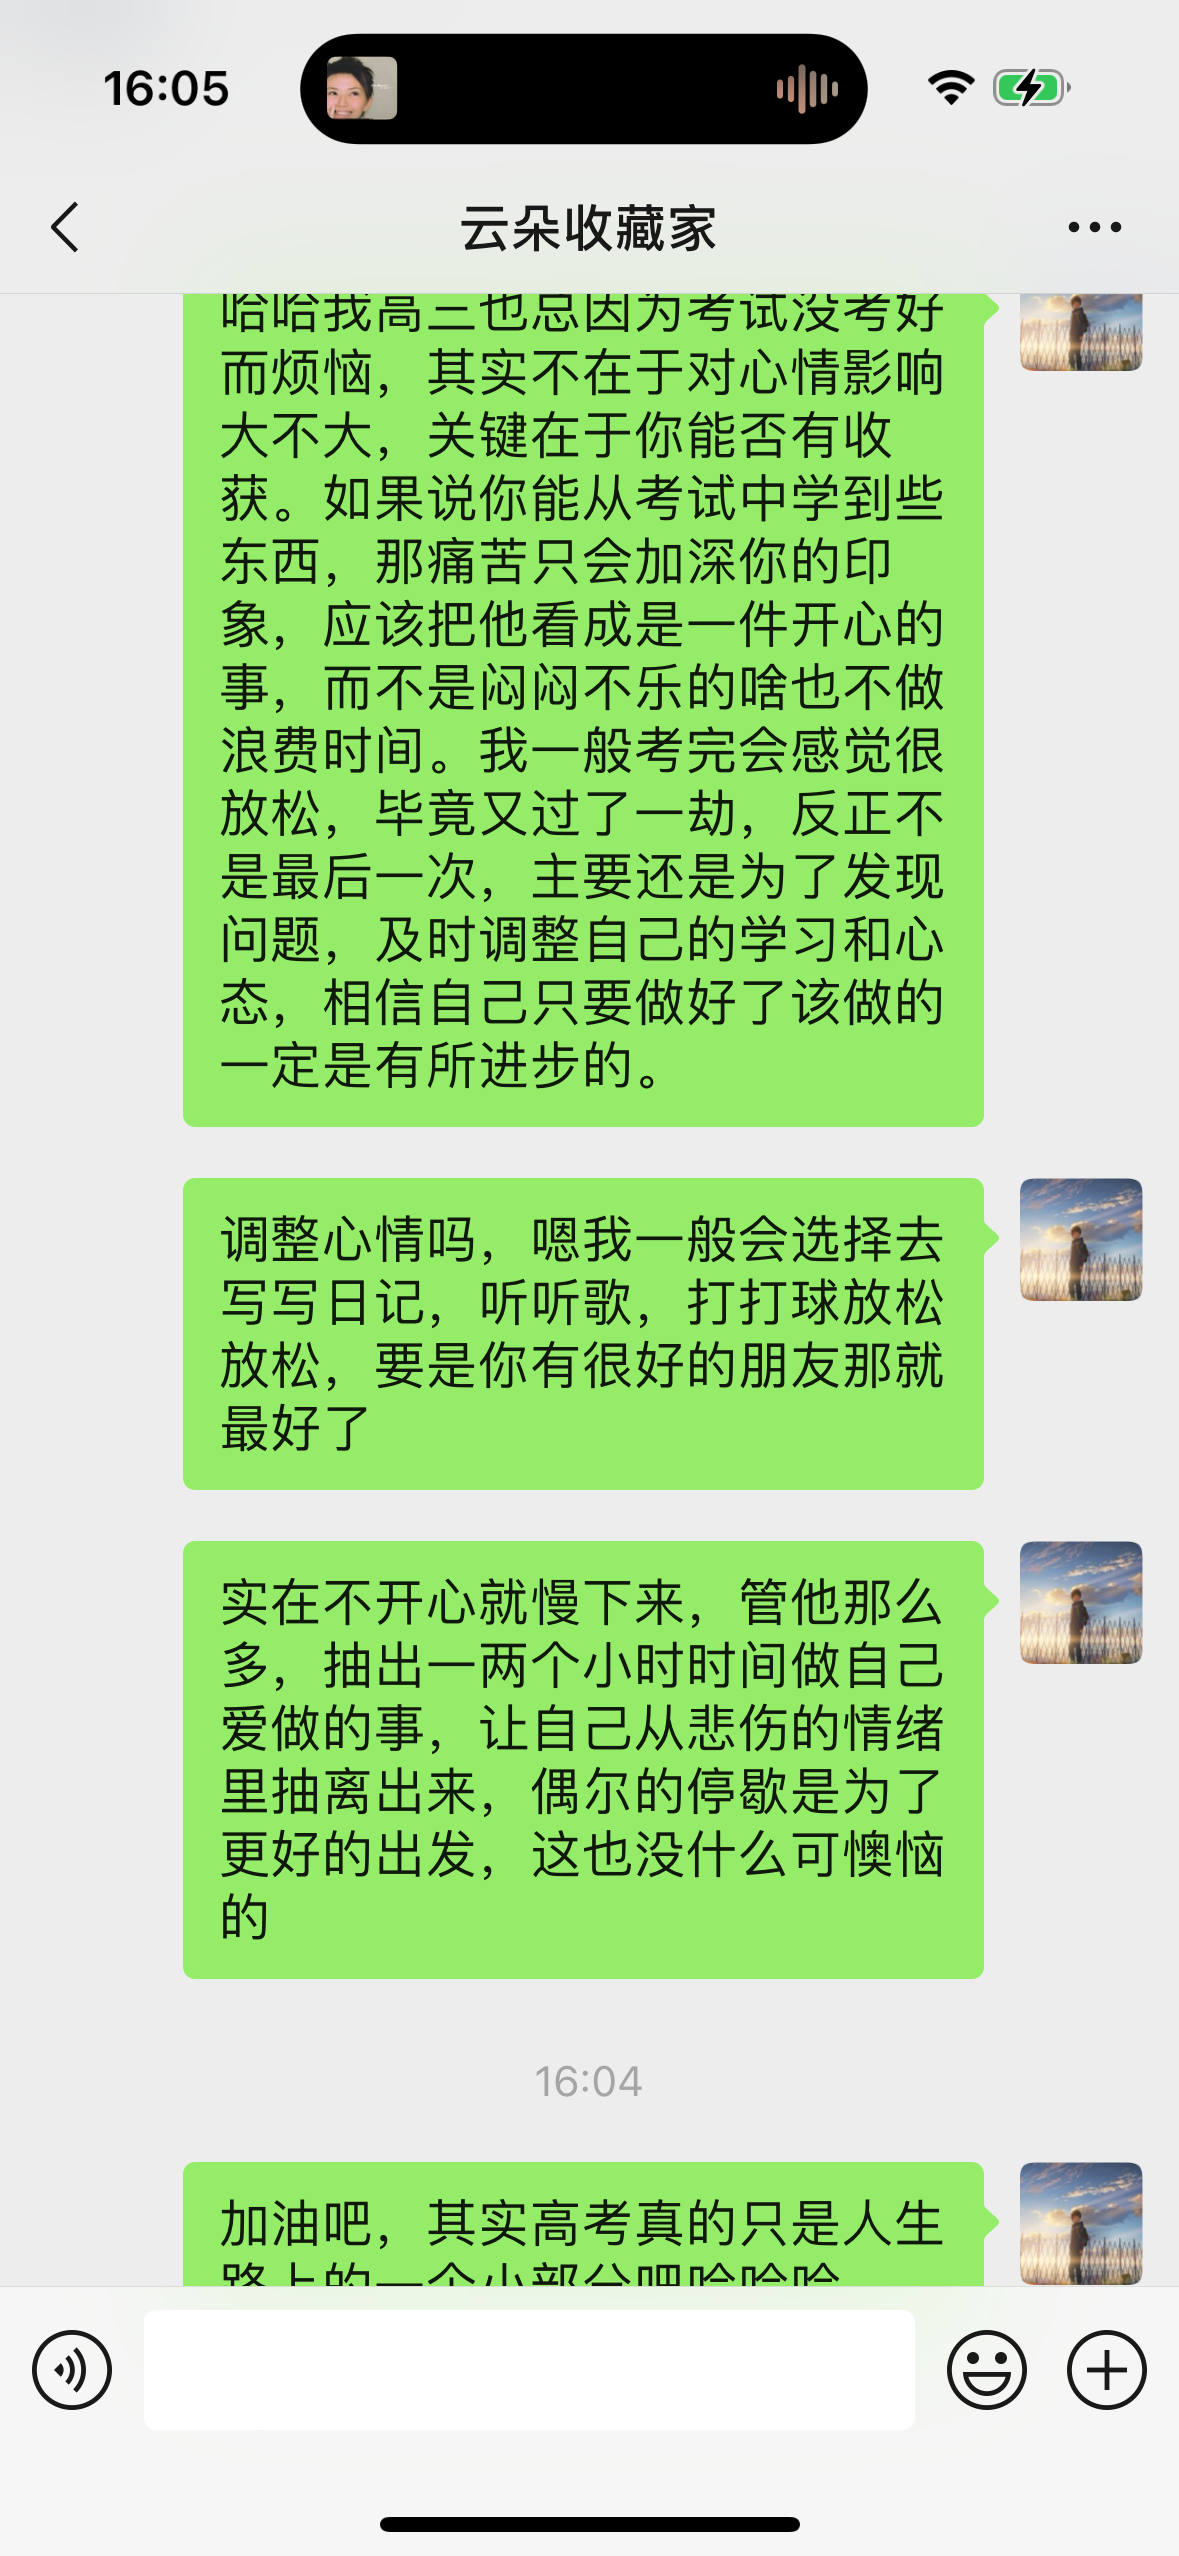 16:05
云朵收藏家
哈哈我高三也总因为考试没考好
而烦恼，其实不在于对心情影响
大不大，关键在于你能否有收
获。如果说你能从考试中学到些
东西，那痛苦只会加深你的印
象，应该把他看成是一件开心的
事，而不是闷闷不乐的啥也不做
浪费时间。我一般考完会感觉很
放松，毕竟又过了一劫，反正不
是最后一次，主要还是为了发现
问题，及时调整自己的学习和心
态，相信自己只要做好了该做的
一定是有所进步的。
调整心情吗，嗯我一般会选择去
写写日记，听听歌，打打球放松
放松，要是你有很好的朋友那就
最好了
实在不开心就慢下来，管他那么
多，抽出一两个小时时间做自己
爱做的事，让自己从悲伤的情绪
里抽离出来，偶尔的停歇是为了
更好的出发，这也没什么可懊恼
的
16:04
加油吧，其实高考真的只是人生
路上的一个小部分吧哈哈哈